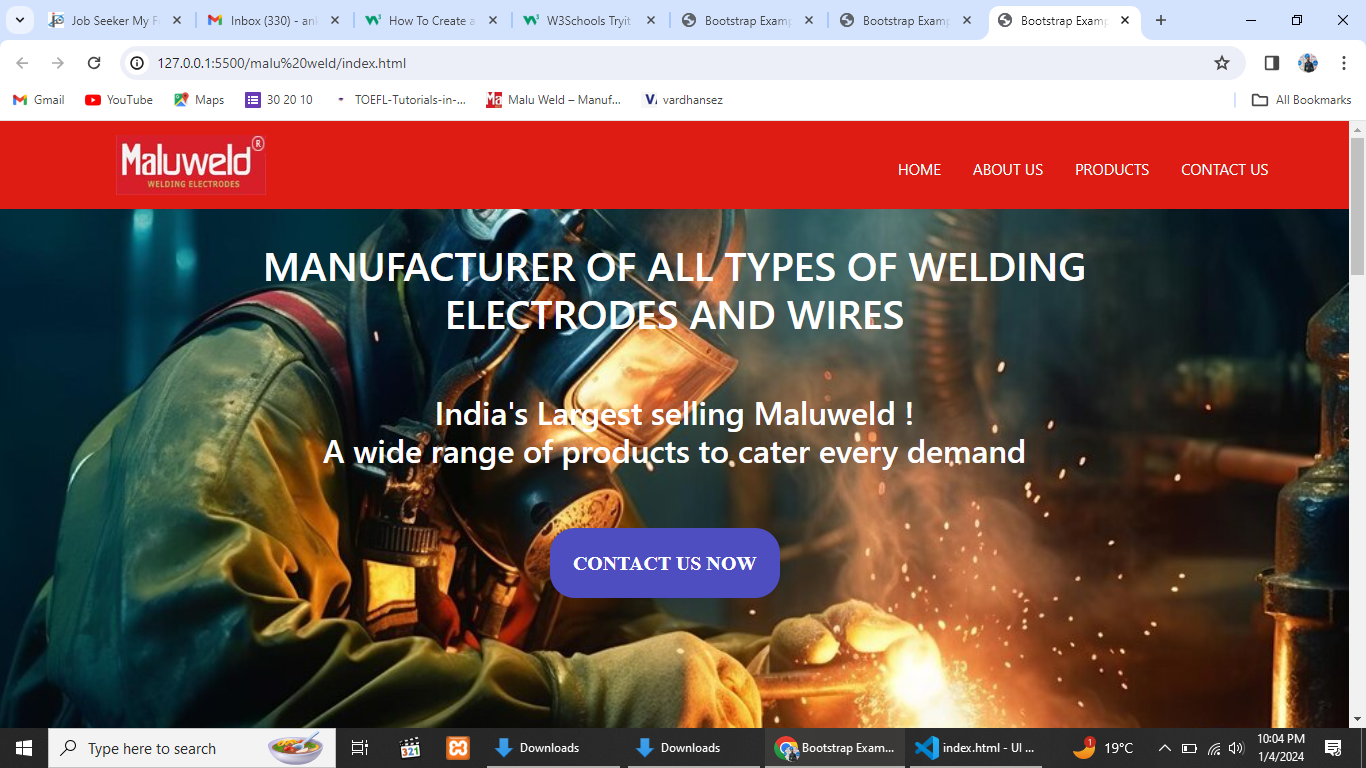 Job Seeker My F
Inbox (330) - an
How To Create a
W3Schools Tryit
Bootstrap Examp
Bootstrap Examp
Bootstrap Examp
127.0.0.1:5500/malu%20weld/index.html
Gmail
YouTube
Maps
30 20 10
TOEFL-Tutorials-in-...
Ma
Malu Weld – Manuf...
vardhansez
All Bookmarks
Maluweld®
WELDING ELECTRODES
HOME
ABOUT US
PRODUCTS
CONTACT US
MANUFACTURER OF ALL TYPES OF WELDING
ELECTRODES AND WIRES
India's Largest selling Maluweld !
A wide range of products to cater every demand
CONTACT US NOW
Type here to search
321
Downloads
Downloads
Bootstrap Exam...
index.html - UI ...
1
19°C
10:04 PM
1/4/2024